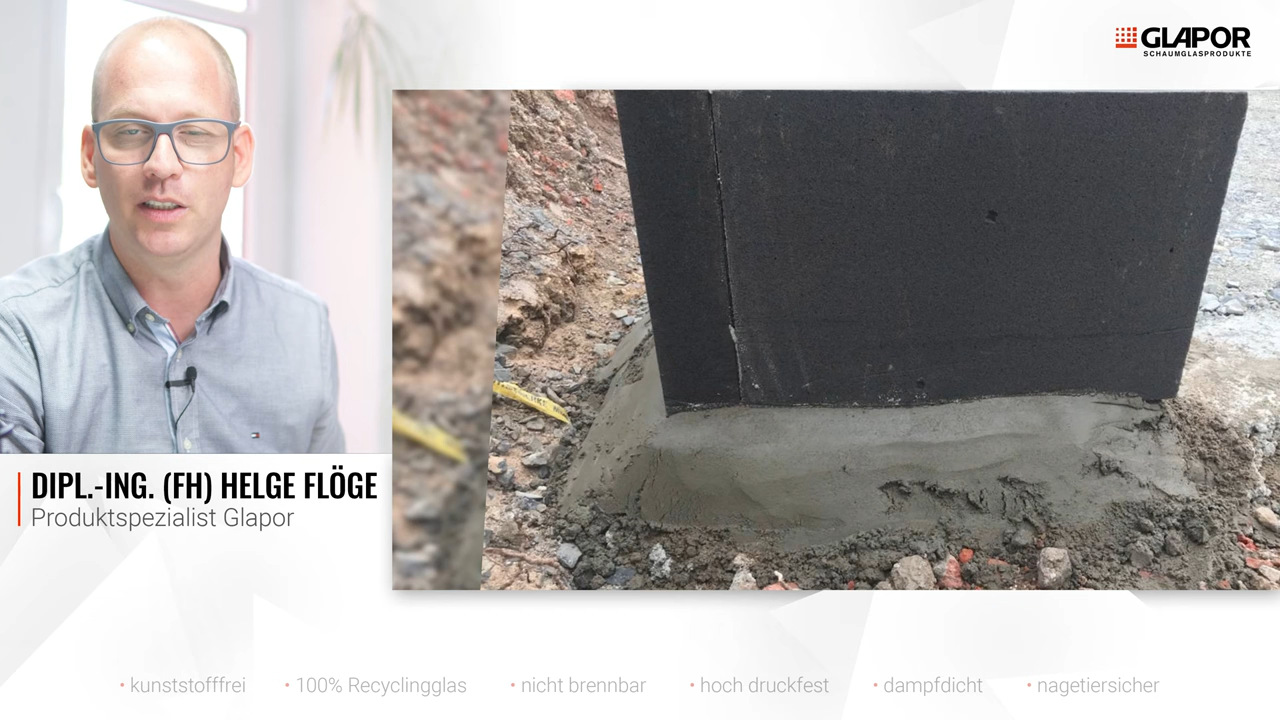 GLAPOR
SCHAUMGLASPRODUKTE
DIPL.-ING. (FH) HELGE FLÖGE
Produktspezialist Glapor
• kunststofffrei • 100% Recyclingglas • nicht brennbar • hoch druckfest • dampfdicht • nagetiersicher